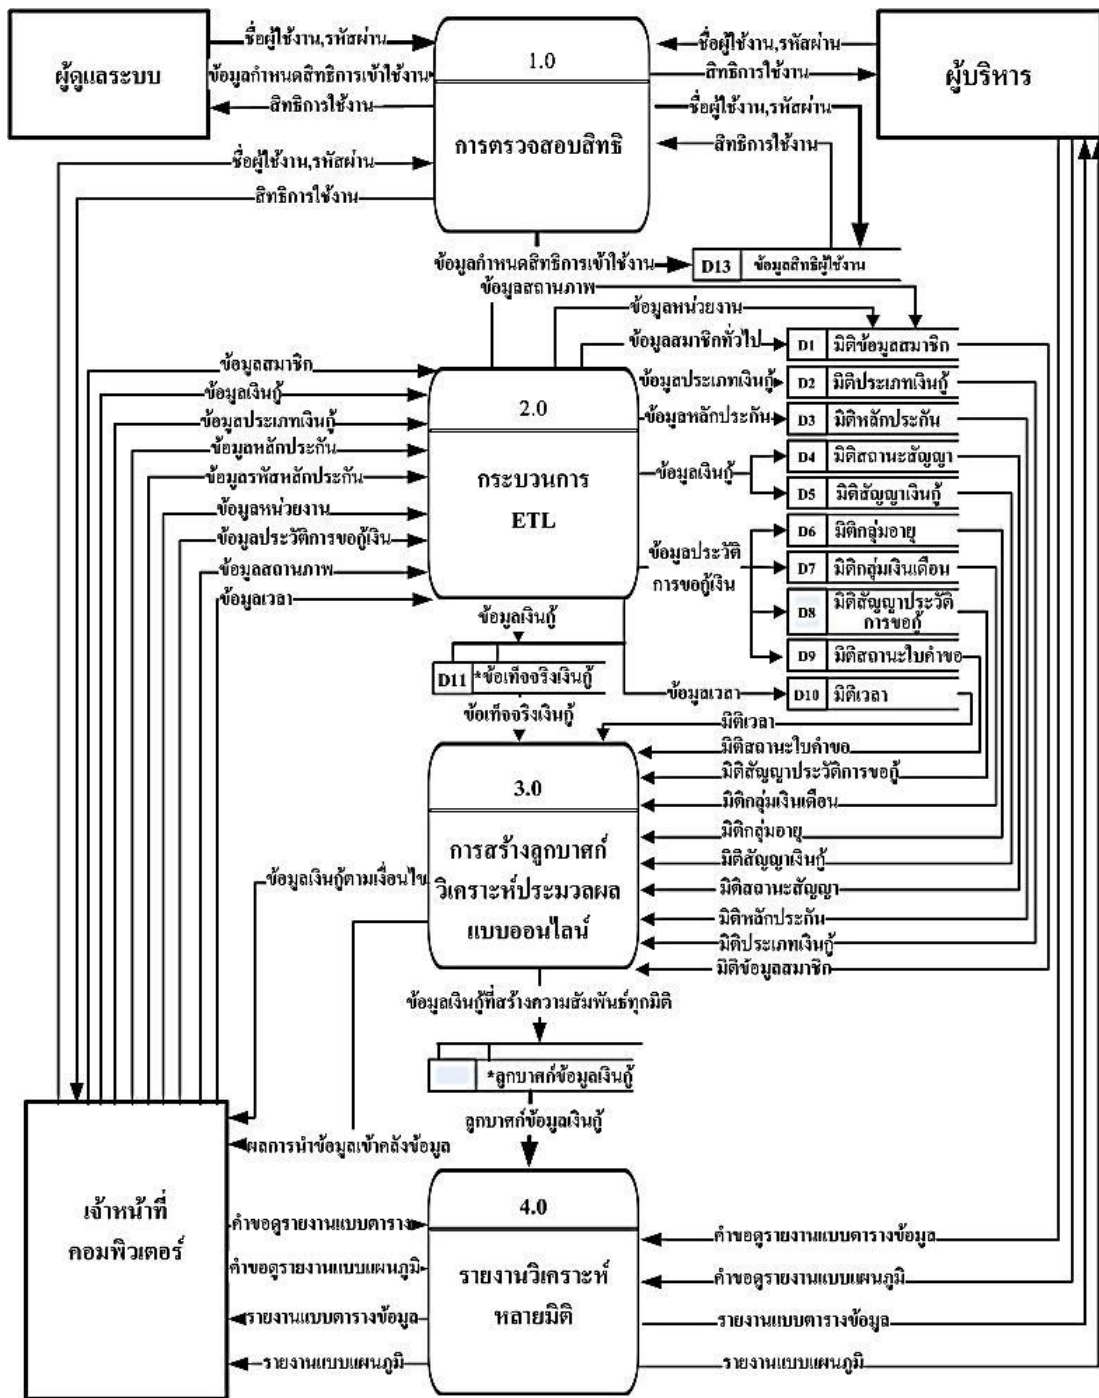 ผู้ดูแลระบบ
ชื่อผู้ใช้งาน,รหัสผ่าน
ข้อมูลกำหนดสิทธิการเข้าใช้งาน
สิทธิการใช้งาน
ชื่อผู้ใช้งาน,รหัสผ่าน
สิทธิการใช้งาน
1.0
การตรวจสอบสิทธิ
ชื่อผู้ใช้งาน,รหัสผ่าน
สิทธิการใช้งาน
ชื่อผู้ใช้งาน,รหัสผ่าน
สิทธิการใช้งาน
ผู้บริหาร
ข้อมูลกำหนดสิทธิการเข้าใช้งาน
D13 ข้อมูลสิทธิผู้ใช้งาน
ข้อมูลสถานภาพ
ข้อมูลหน่วยงาน
ข้อมูลสมาชิกทั่วไป
D1 มิติข้อมูลสมาชิก
ข้อมูลประเภทเงินกู้
D2 มิติประเภทเงินกู้
ข้อมูลหลักประกัน
D3 มิติหลักประกัน
ข้อมูลเงินกู้
D4 มิติสถานะสัญญา
D5 มิติสัญญาเงินกู้
ข้อมูลประวัติ
การขอกู้เงิน
D6 มิติกลุ่มอายุ
D7 มิติกลุ่มเงินเดือน
D8 มิติสัญญาประวัติ
การขอกู้
D9 มิติสถานะใบคำขอ
ข้อมูลเวลา
D10 มิติเวลา
ข้อมูลสมาชิก
ข้อมูลเงินกู้
ข้อมูลประเภทเงินกู้
ข้อมูลหลักประกัน
ข้อมูลรหัสหลักประกัน
ข้อมูลหน่วยงาน
ข้อมูลประวัติการขอกู้เงิน
ข้อมูลสถานภาพ
ข้อมูลเวลา
2.0
กระบวนการ
ETL
ข้อมูลเงินกู้
D11 *ข้อเท็จจริงเงินกู้
ข้อเท็จจริงเงินกู้
มิติเวลา
มิติสถานะใบคำขอ
มิติสัญญาประวัติการขอกู้
มิติกลุ่มเงินเดือน
มิติกลุ่มอายุ
มิติสัญญาเงินกู้
มิติสถานะสัญญา
มิติหลักประกัน
มิติประเภทเงินกู้
มิติข้อมูลสมาชิก
3.0
การสร้างลูกบาศก์
วิเคราะห์ประมวลผล
แบบออนไลน์
ข้อมูลเงินกู้ตามเงื่อนไข
ข้อมูลเงินกู้ที่สร้างความสัมพันธ์ทุกมิติ
*ลูกบาศก์ข้อมูลเงินกู้
ลูกบาศก์ข้อมูลเงินกู้
ผลการนำข้อมูลเข้าคลังข้อมูล
เจ้าหน้าที่
คอมพิวเตอร์
คำขอดูรายงานแบบตาราง
คำขอดูรายงานแบบแผนภูมิ
รายงานแบบตารางข้อมูล
รายงานแบบแผนภูมิ
4.0
รายงานวิเคราะห์
หลายมิติ
คำขอดูรายงานแบบตารางข้อมูล
คำขอดูรายงานแบบแผนภูมิ
รายงานแบบตารางข้อมูล
รายงานแบบแผนภูมิ